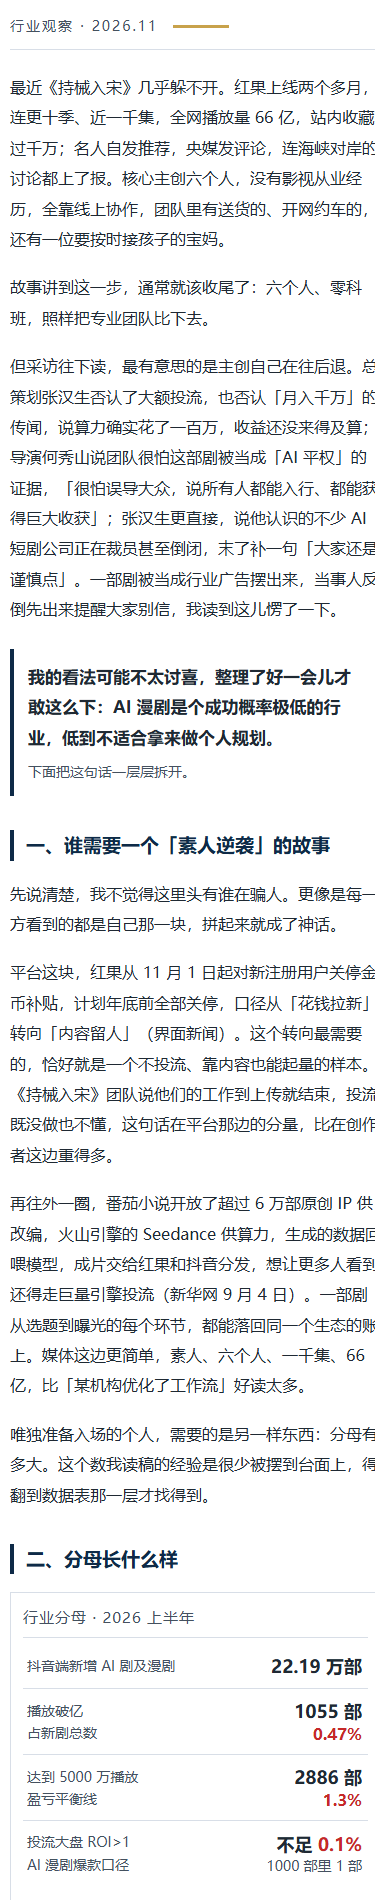 行业观察 · 2026.11
最近《持械入宋》几乎躲不开。红果上线两个多月，
连更十季、近一千集，全网播放量 66 亿，站内收藏
过千万；名人自发推荐，央媒发评论，连海峡对岸的
讨论都上了报。核心主创六个人，没有影视从业经
历，全靠线上协作，团队里有送货的、开网约车的，
还有一位要按时接孩子的宝妈。
故事讲到这一步，通常就该收尾了：六个人、零科
班，照样把专业团队比下去。
但采访往下读，最有意思的是主创自己在往后退。总
策划张汉生否认了大额投流，也否认「月入千万」的
传闻，说算力确实花了一百万，收益还没来得及算；
导演何秀山说团队很怕这部剧被当成「AI 平权」的
证据，「很怕误导大众，说所有人都能入行、都能获
得巨大收获」；张汉生更直接，说他认识的不少 AI
短剧公司正在裁员甚至倒闭，末了补一句「大家还是
谨慎点」。一部剧被当成行业广告摆出来，当事人反
倒先出来提醒大家别信，我读到这儿愣了一下。
我的看法可能不太讨喜，整理了好一会儿才
敢这么下：AI 漫剧是个成功概率极低的行
业，低到不适合拿来做个人规划。
下面把这句话一层层拆开。
一、谁需要一个「素人逆袭」的故事
先说清楚，我不觉得这里头有谁在骗人。更像是每一
方看到的都是自己那一块，拼起来就成了神话。
平台这块，红果从 11 月 1 日起对新注册用户关停金
币补贴，计划年底前全部关停，口径从「花钱拉新」
转向「内容留人」（界面新闻）。这个转向最需要
的，恰好就是一个不投流、靠内容也能起量的样本。
《持械入宋》团队说他们的工作到上传就结束，投流
既没做也不懂，这句话在平台那边的分量，比在创作
者这边重得多。
再往外一圈，番茄小说开放了超过 6 万部原创 IP 供
改编，火山引擎的 Seedance 供算力，生成的数据回
喂模型，成片交给红果和抖音分发，想让更多人看到
还得走巨量引擎投流（新华网 9 月 4 日）。一部剧
从选题到曝光的每个环节，都能落回同一个生态的账
上。媒体这边更简单，素人、六个人、一千集、66
亿，比「某机构优化了工作流」好读太多。
唯独准备入场的个人，需要的是另一样东西：分母有
多大。这个数我读稿的经验是很少被摆到台面上，得
翻到数据表那一层才找得到。
二、分母长什么样
行业分母 · 2026 上半年
抖音端新增 AI 剧及漫剧 22.19 万部
播放破亿 1055 部
占新剧总数 0.47%
达到 5000 万播放 2886 部
盈亏平衡线 1.3%
投流大盘 ROI>1 不足 0.1%
AI 漫剧爆款口径 1000 部里 1 部